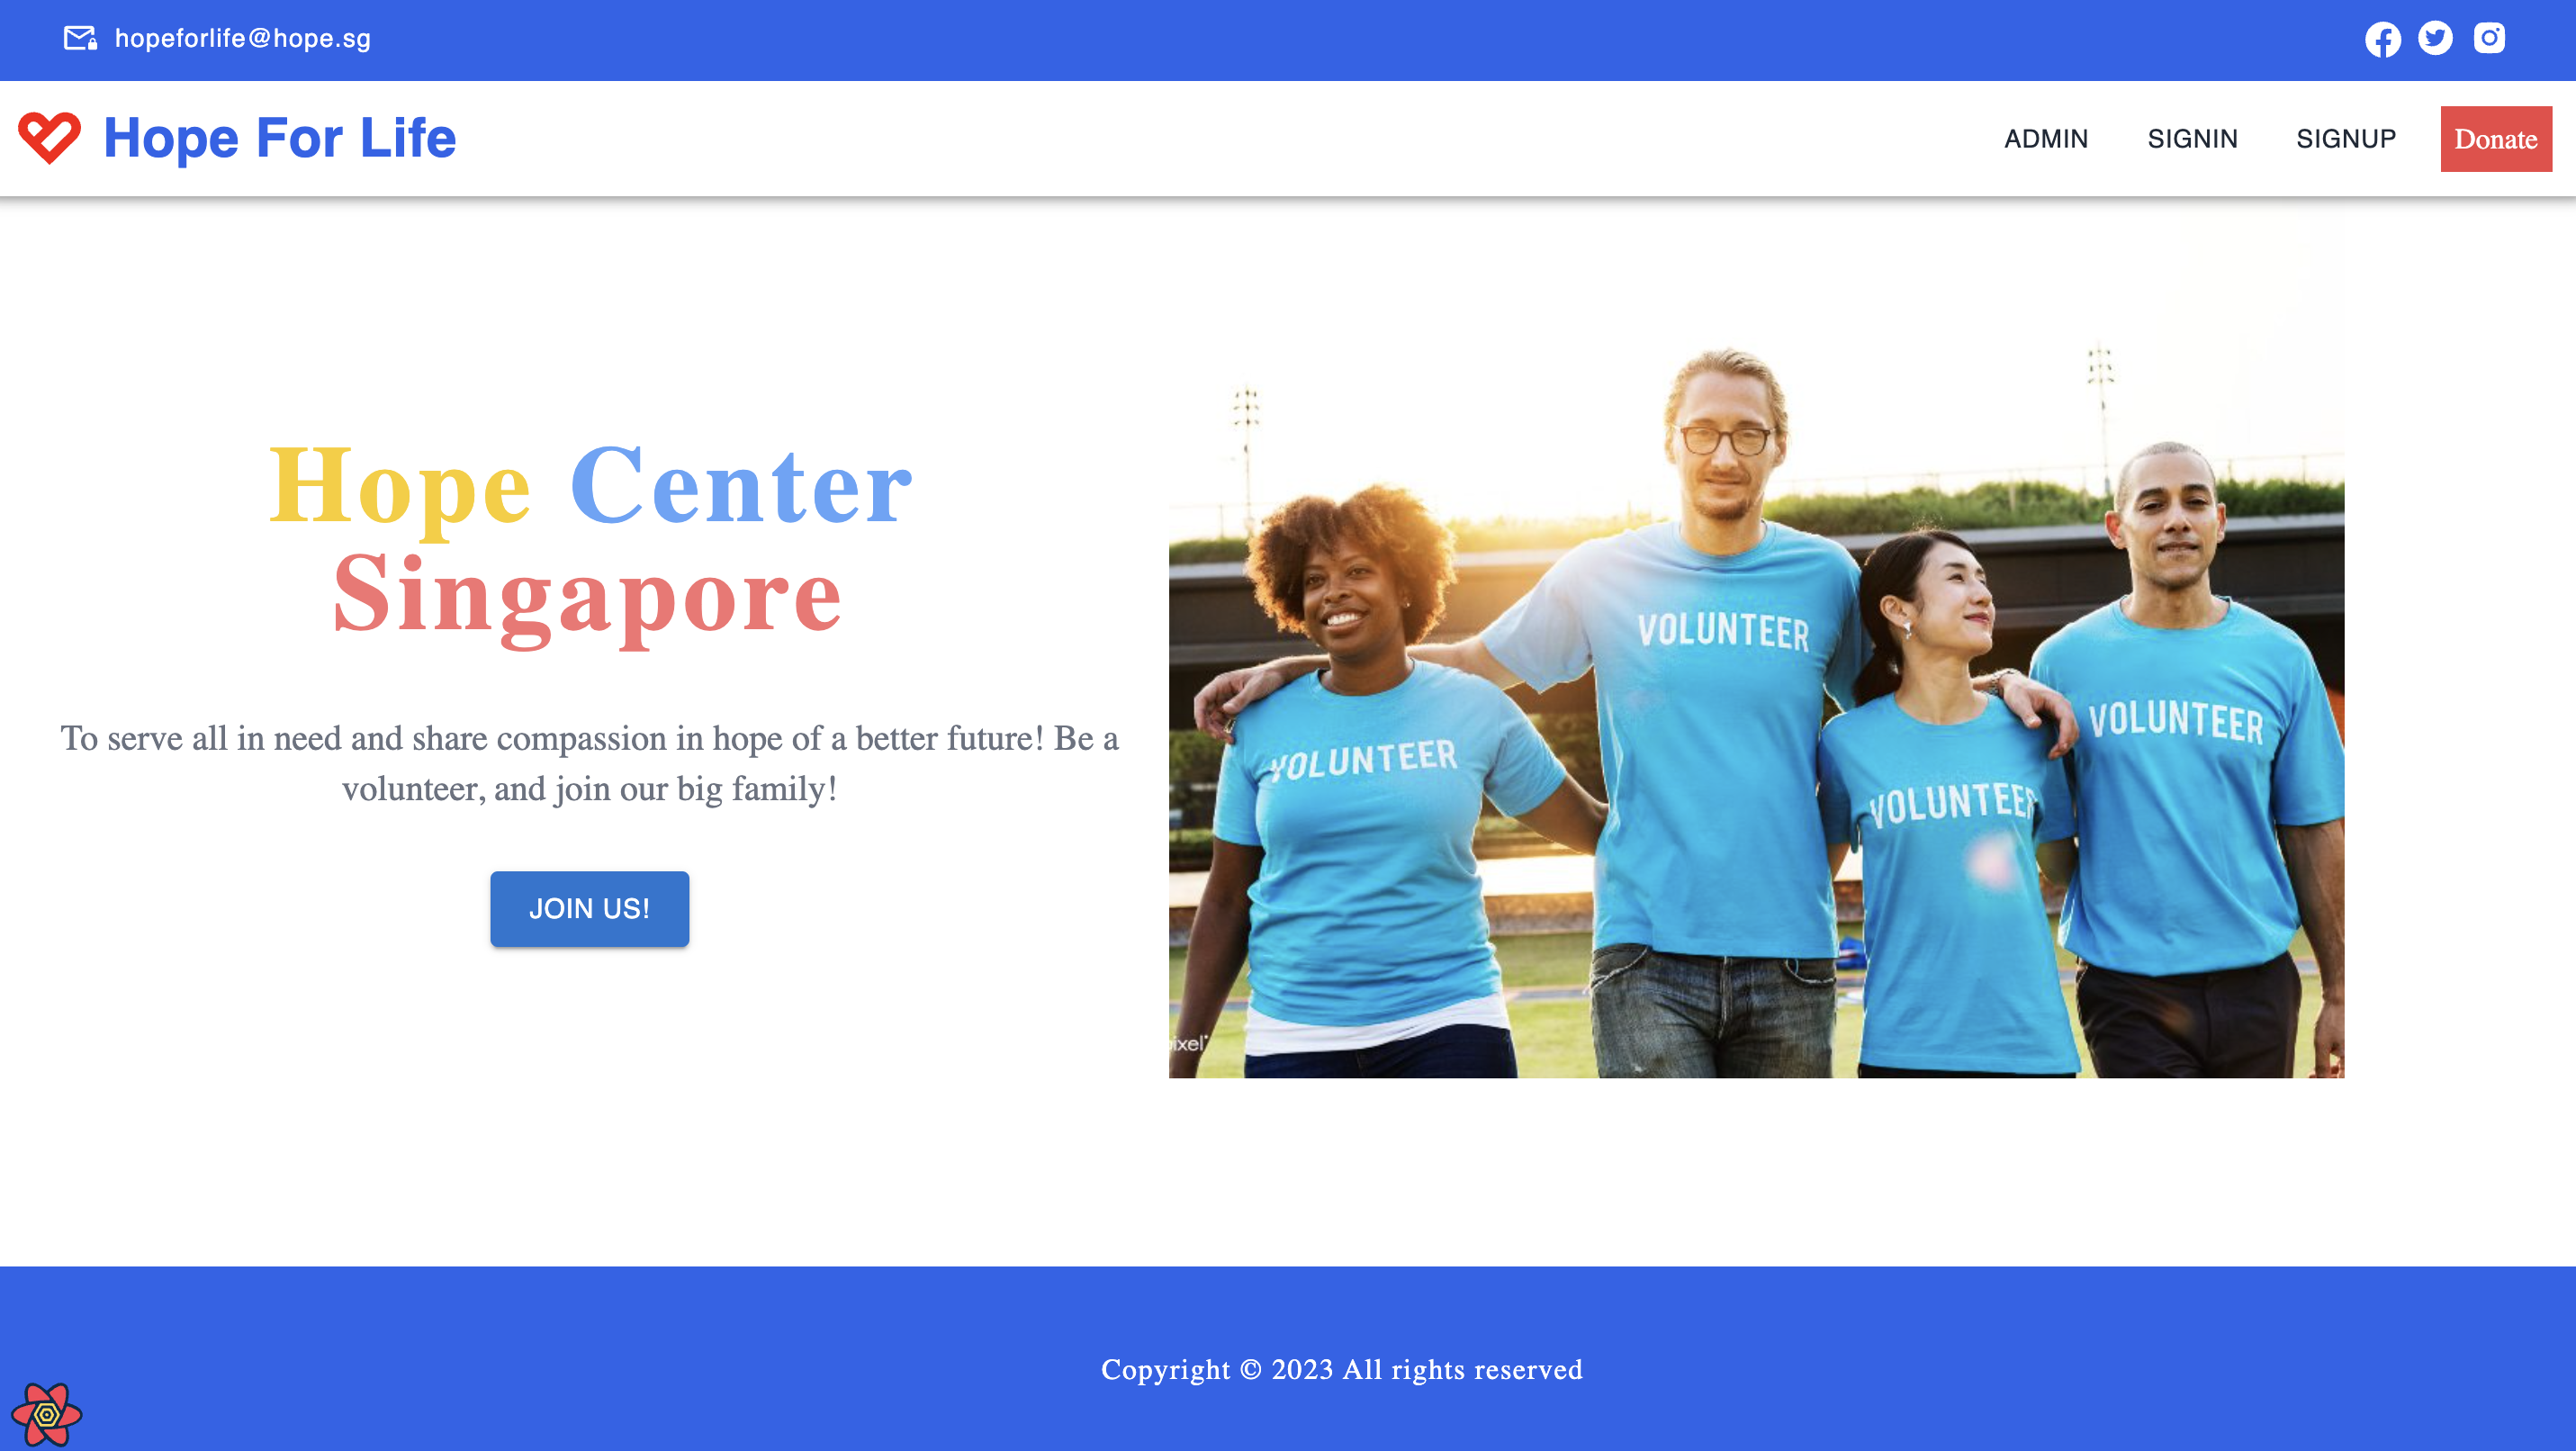 hopeforlife@hope.sg
Hope For Life
ADMIN SIGNIN SIGNUP Donate
Hope Center
Singapore
To serve all in need and share compassion in hope of a better future! Be a
volunteer, and join our big family!
JOIN US!
VOLUNTEER
VOLUNTEER
VOLUNTEER
VOLUNTEER
ixel
Copyright © 2023 All rights reserved